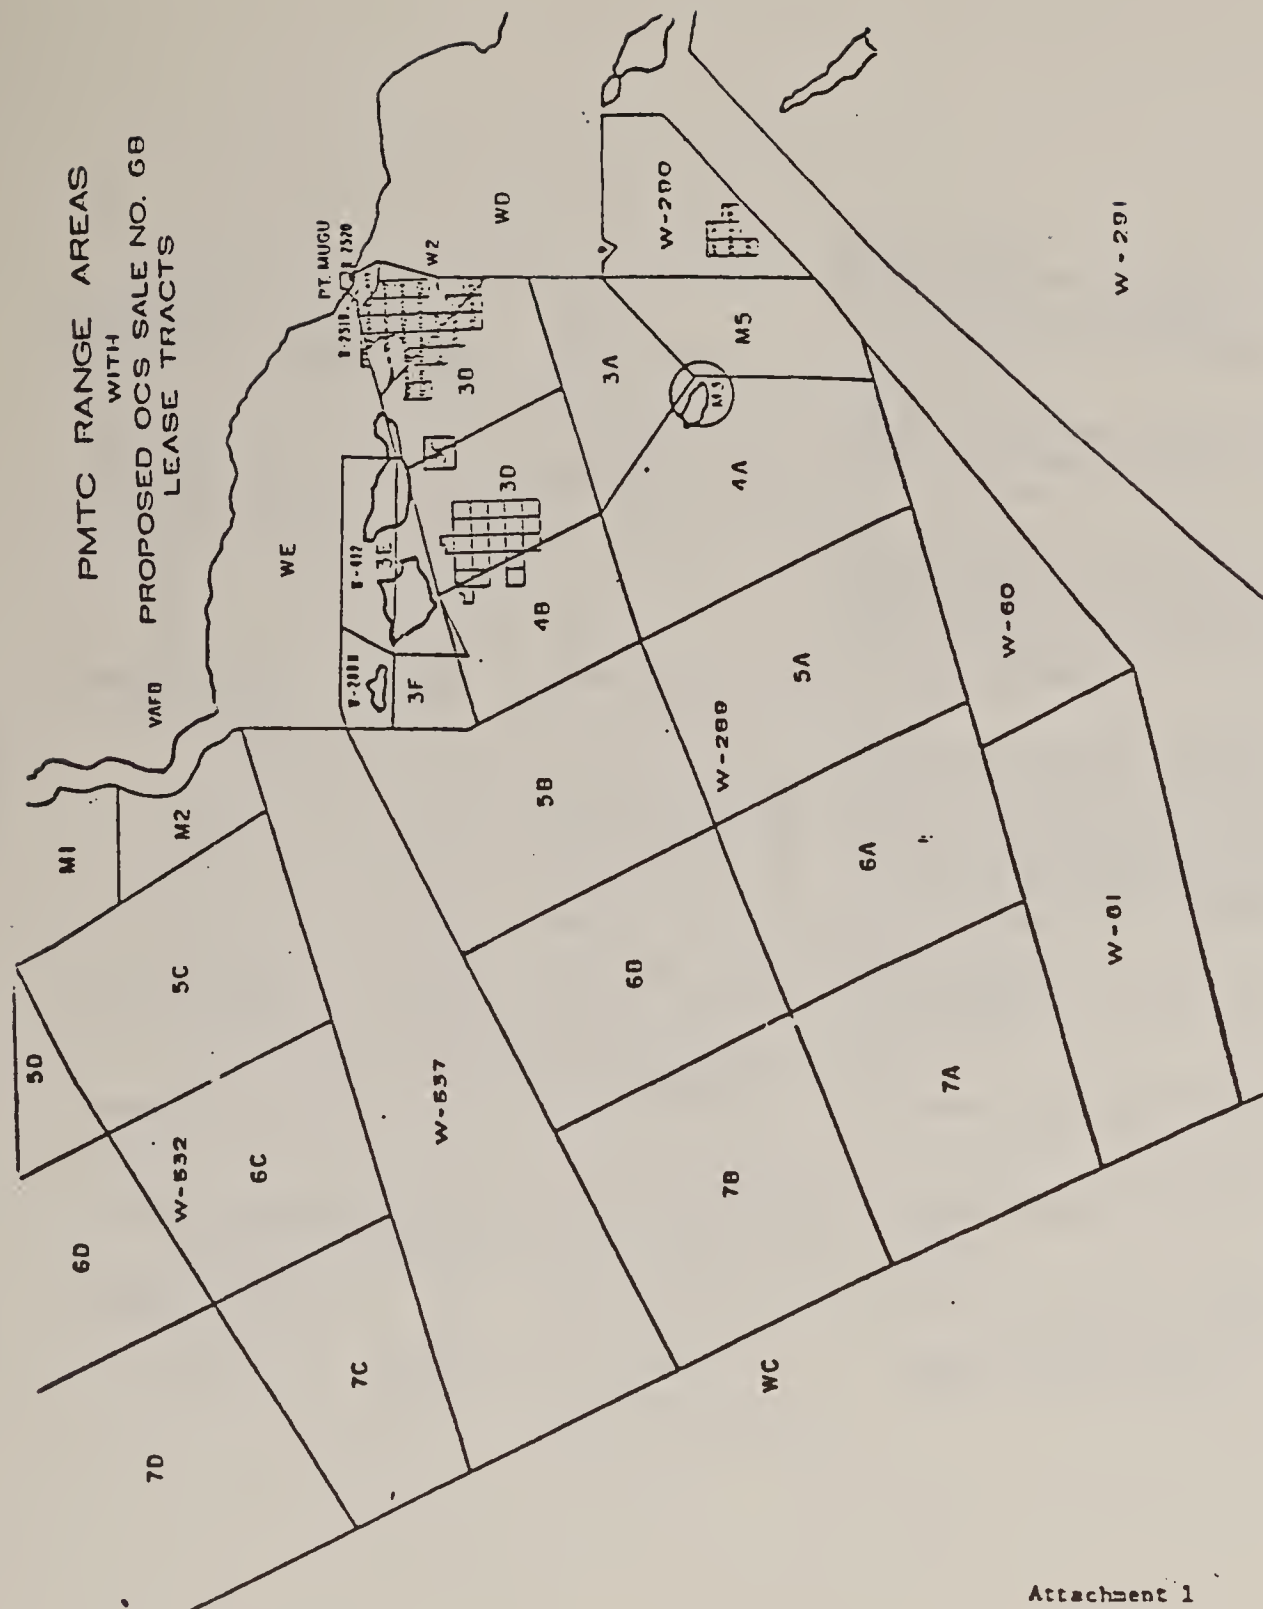 PMTC RANGE AREAS
WITH
PROPOSED OCS SALE NO. 68
LEASE TRACTS
VAFB
PT. MUGU
M1
M2
WE
W2
WD
3D
3E
3F
3D
3A
M5
M3
4A
4B
5A
5B
5C
5D
6A
6B
6C
6D
7A
7B
7C
7D
W-532
W-537
W-289
W-60
W-61
W-291
WC
Attachment 1